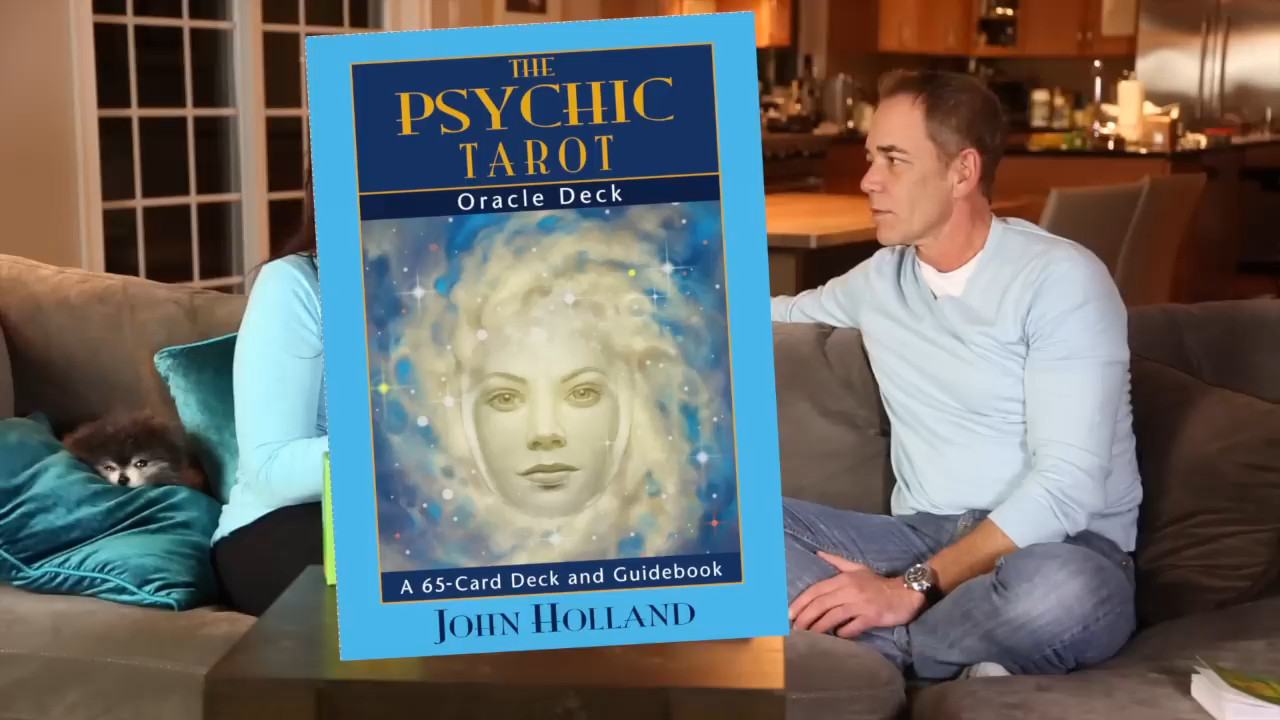 THE
PSYCHIC
TAROT
Oracle Deck
A 65-Card Deck and Guidebook
JOHN HOLLAND